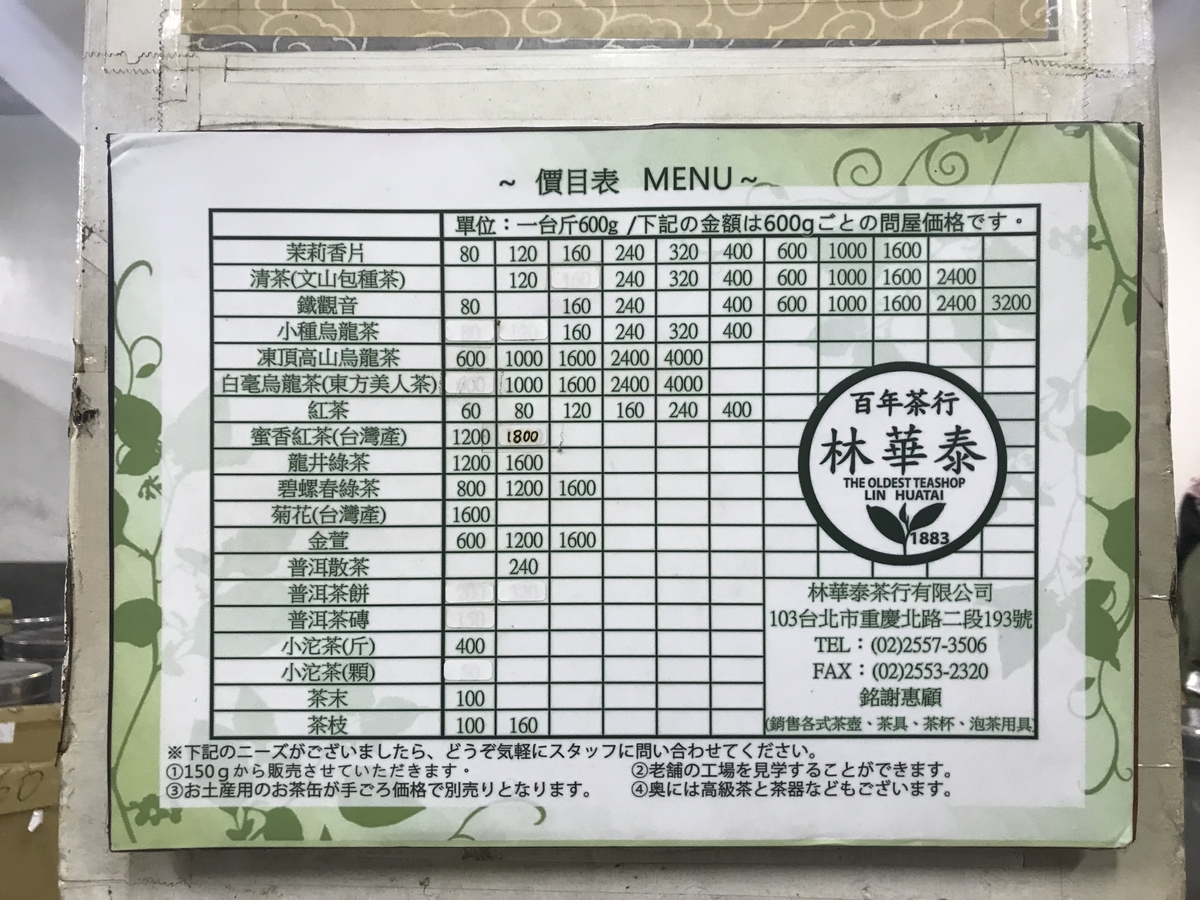 ~ 價目表 MENU ~
單位：一台斤600g /下記の金額は600gごとの問屋価格です。
茉莉香片 80 120 160 240 320 400 600 1000 1600
清茶(文山包種茶) 120 240 320 400 600 1000 1600 2400
鐵觀音 80 160 240 400 600 1000 1600 2400 3200
小種烏龍茶 160 240 320 400
凍頂高山烏龍茶 600 1000 1600 2400 4000
白毫烏龍茶(東方美人茶) 1000 1600 2400 4000
紅茶 60 80 120 160 240 400
蜜香紅茶(台灣產) 1200 1800
龍井綠茶 1200 1600
碧螺春綠茶 800 1200 1600
菊花(台灣產) 1600
金萱 600 1200 1600
普洱散茶 240
普洱茶餅
普洱茶磚
小沱茶(斤) 400
小沱茶(顆)
茶末 100
茶枝 100 160
百年茶行
林華泰
THE OLDEST TEASHOP
LIN HUATAI
1883
林華泰茶行有限公司
103台北市重慶北路二段193號
TEL：(02)2557-3506
FAX：(02)2553-2320
銘謝惠顧
(銷售各式茶壺、茶具、茶杯、泡茶用具)
※下記のニーズがございましたら、どうぞ気軽にスタッフに問い合わせてください。
①150ｇから販売させていただきます。 ②老舗の工場を見学することができます。
③お土産用のお茶缶が手ごろ価格で別売りとなります。 ④奥には高級茶と茶器などもございます。